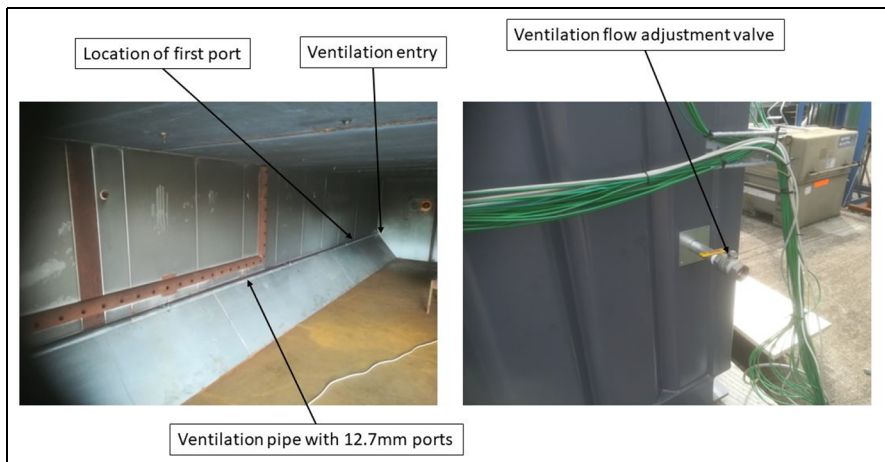 Location of first port
Ventilation entry
Ventilation flow adjustment valve
Ventilation pipe with 12.7mm ports